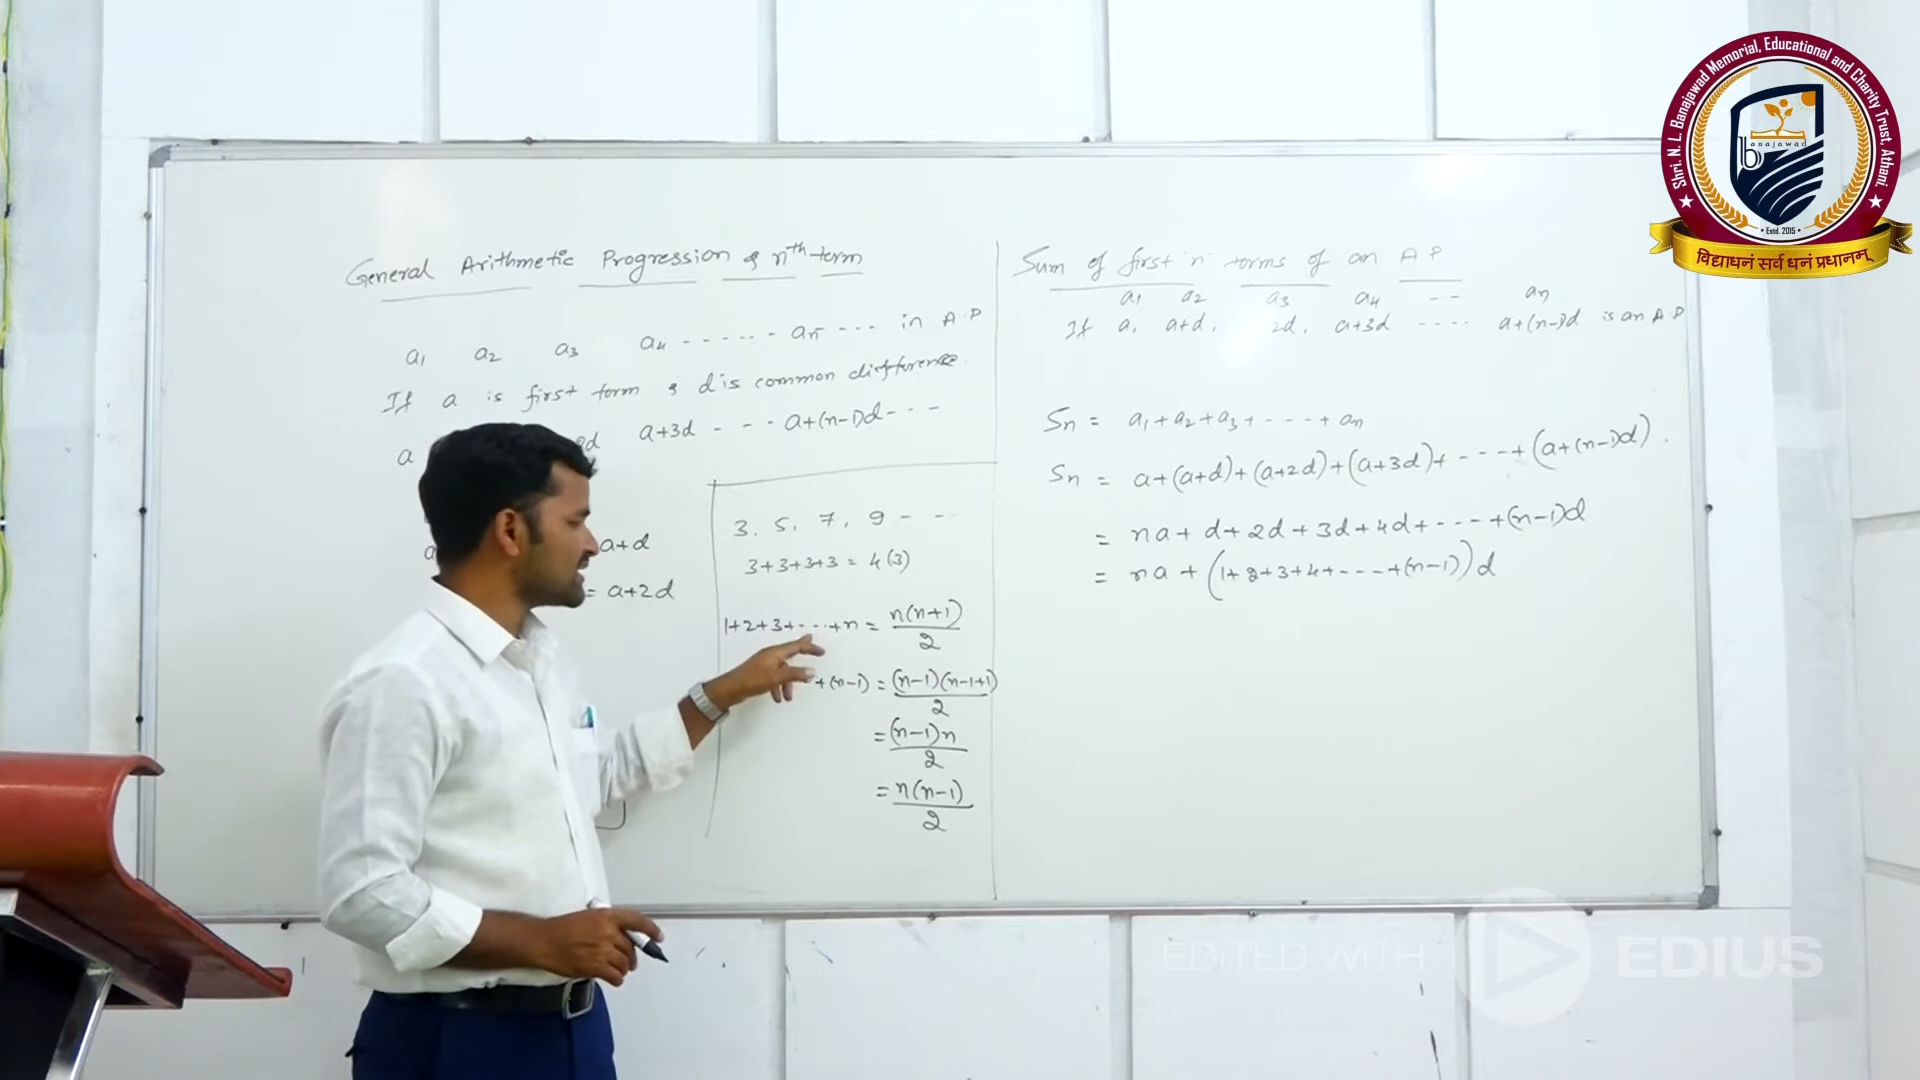 General Arithmetic Progression & nth term
a1 a2 a3 a4 ------ an --- in A.P
If a is first term & d is common difference.
a 2d a+3d --- a+(n-1)d ---
a a+d
= a+2d
3, 5, 7, 9 - - -
3+3+3+3 = 4(3)
1+2+3+----+n = n(n+1)/2
+(n-1) = (n-1)(n-1+1)/2
= (n-1)n/2
= n(n-1)/2
Sum of first n terms of an AP
a1 a2 a3 a4 -- an
If a, a+d, 2d, a+3d ---- a+(n-1)d is an AP
Sn = a1+a2+a3+----+an
Sn = a+(a+d)+(a+2d)+(a+3d)+----+(a+(n-1)d).
= na+d+2d+3d+4d+----+(n-1)d
= na+(1+2+3+4+----+(n-1))d
Shri. N. L. Banajawad Memorial, Educational and Charity Trust, Athani.
banajawad
Estd. 2015
विद्याधनं सर्व धनं प्रधानम्
EDITED WITH EDIUS